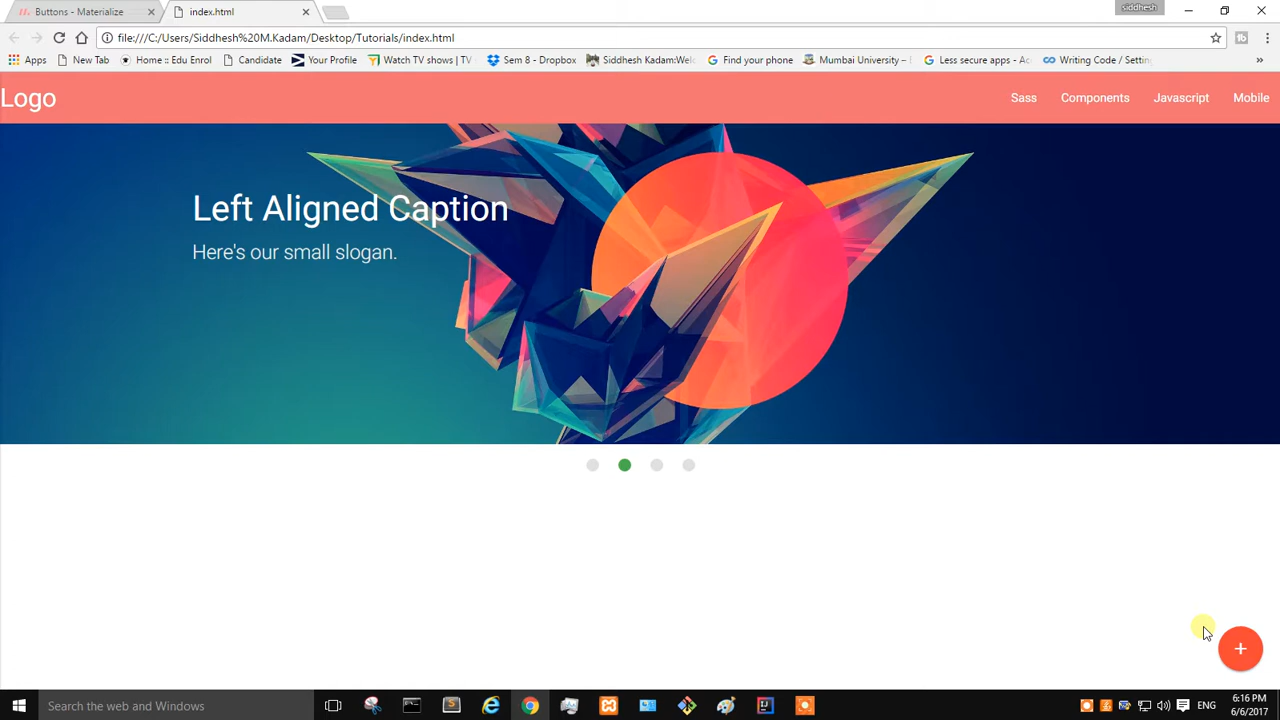 Buttons - Materialize
index.html
siddhesh
file:///C:/Users/Siddhesh%20M.Kadam/Desktop/Tutorials/index.html
Apps
New Tab
Home :: Edu Enrol
Candidate
Your Profile
Watch TV shows | TV
Sem 8 - Dropbox
Siddhesh Kadam:Wel
Find your phone
Mumbai University –
Less secure apps - Ac
Writing Code / Settin
»
Logo
Sass
Components
Javascript
Mobile
Left Aligned Caption
Here's our small slogan.
+
Search the web and Windows
ENG
6:16 PM
6/6/2017